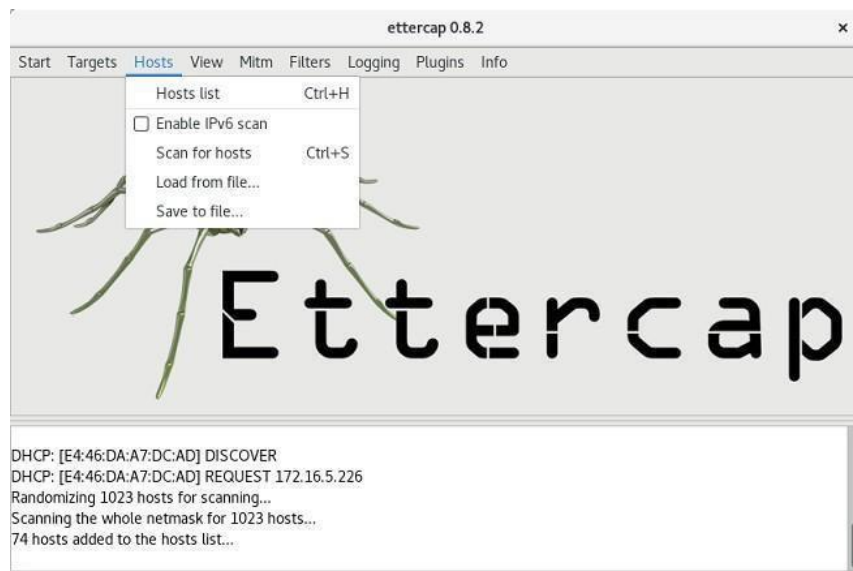 ettercap 0.8.2 ×
Start Targets Hosts View Mitm Filters Logging Plugins Info
Hosts list Ctrl+H
Enable IPv6 scan
Scan for hosts Ctrl+S
Load from file...
Save to file...
Ettercap
DHCP: [E4:46:DA:A7:DC:AD] DISCOVER
DHCP: [E4:46:DA:A7:DC:AD] REQUEST 172.16.5.226
Randomizing 1023 hosts for scanning...
Scanning the whole netmask for 1023 hosts...
74 hosts added to the hosts list...